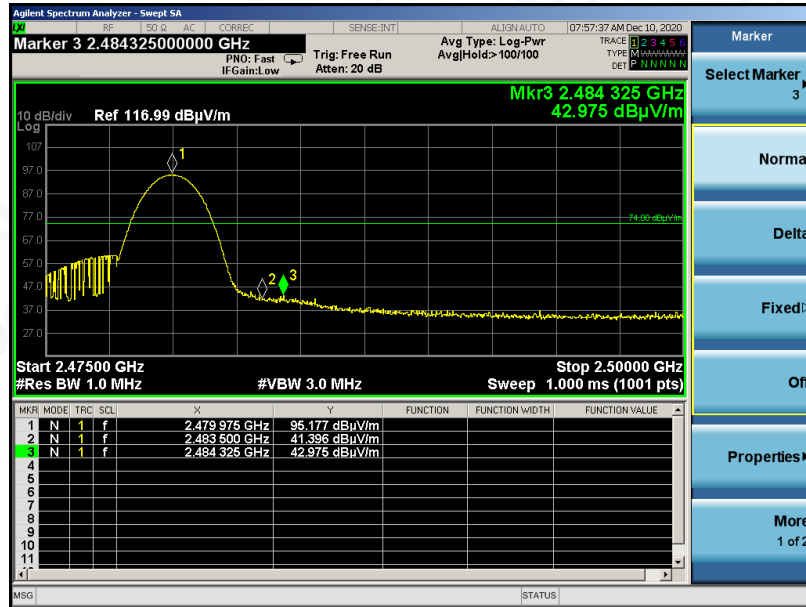 Agilent Spectrum Analyzer - Swept SA
LXI RF 50 Ω AC CORREC SENSE:INT ALIGN AUTO 07:57:37 AM Dec 10, 2020
Marker 3 2.484325000000 GHz
PNO: Fast
IFGain:Low
Trig: Free Run
Atten: 20 dB
Avg Type: Log-Pwr
Avg|Hold:>100/100
TRACE 1 2 3 4 5 6
TYPE M W W W W W
DET P N N N N N
Mkr3 2.484 325 GHz
42.975 dBµV/m
10 dB/div Ref 116.99 dBµV/m
Log
107
97.0
87.0
77.0
67.0
57.0
47.0
37.0
27.0
1
2
3
74.00 dBµV/m
Start 2.47500 GHz Stop 2.50000 GHz
#Res BW 1.0 MHz #VBW 3.0 MHz Sweep 1.000 ms (1001 pts)
MKR MODE TRC SCL X Y FUNCTION FUNCTION WIDTH FUNCTION VALUE
1 N 1 f 2.479 975 GHz 95.177 dBµV/m
2 N 1 f 2.483 500 GHz 41.396 dBµV/m
3 N 1 f 2.484 325 GHz 42.975 dBµV/m
4
5
6
7
8
9
10
11
MSG STATUS
Marker
Select Marker
3
Norma
Delta
Fixed
Off
Properties
More
1 of 2